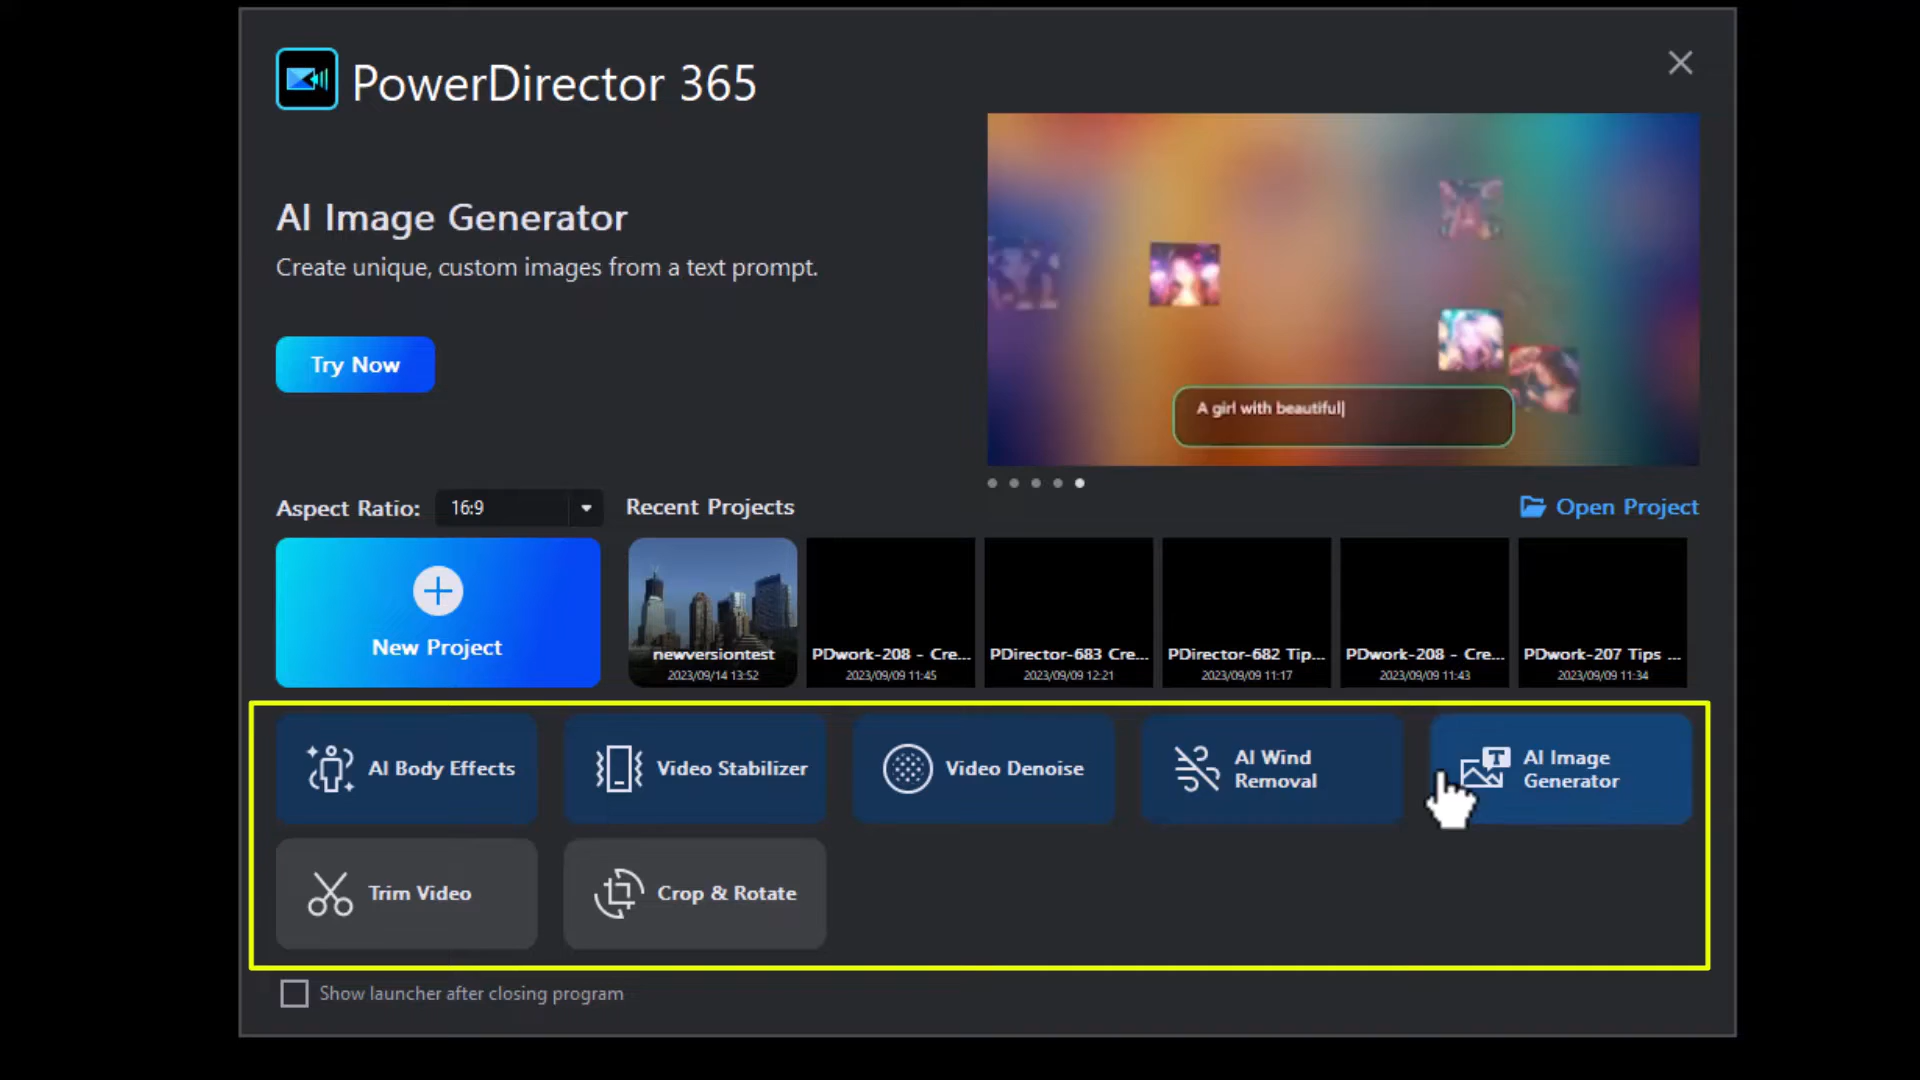 PowerDirector 365
AI Image Generator
Create unique, custom images from a text prompt.
Try Now
A girl with beautiful
Aspect Ratio: 16:9
Recent Projects
Open Project
New Project
newversiontest
2023/09/14 13:52
PDwork-208 - Cre...
2023/09/09 11:45
PDirector-683 Cre...
2023/09/09 12:21
PDirector-682 Tip...
2023/09/09 11:17
PDwork-208 - Cre...
2023/09/09 11:43
PDwork-207 Tips ...
2023/09/09 11:34
AI Body Effects
Video Stabilizer
Video Denoise
AI Wind
Removal
T
AI Image
Generator
Trim Video
Crop & Rotate
Show launcher after closing program